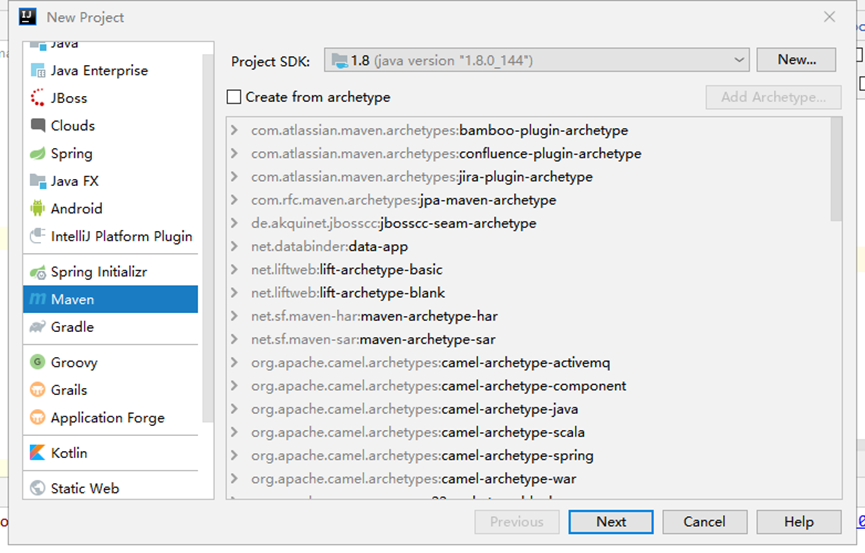 New Project
Java
Java Enterprise
JBoss
Clouds
Spring
Java FX
Android
IntelliJ Platform Plugin
Spring Initializr
Maven
Gradle
Groovy
Grails
Application Forge
Kotlin
Static Web
Project SDK:
1.8 (java version "1.8.0_144")
New...
Create from archetype
Add Archetype...
com.atlassian.maven.archetypes:bamboo-plugin-archetype
com.atlassian.maven.archetypes:confluence-plugin-archetype
com.atlassian.maven.archetypes:jira-plugin-archetype
com.rfc.maven.archetypes:jpa-maven-archetype
de.akquinet.jbosscc:jbosscc-seam-archetype
net.databinder:data-app
net.liftweb:lift-archetype-basic
net.liftweb:lift-archetype-blank
net.sf.maven-har:maven-archetype-har
net.sf.maven-sar:maven-archetype-sar
org.apache.camel.archetypes:camel-archetype-activemq
org.apache.camel.archetypes:camel-archetype-component
org.apache.camel.archetypes:camel-archetype-java
org.apache.camel.archetypes:camel-archetype-scala
org.apache.camel.archetypes:camel-archetype-spring
org.apache.camel.archetypes:camel-archetype-war
Previous
Next
Cancel
Help